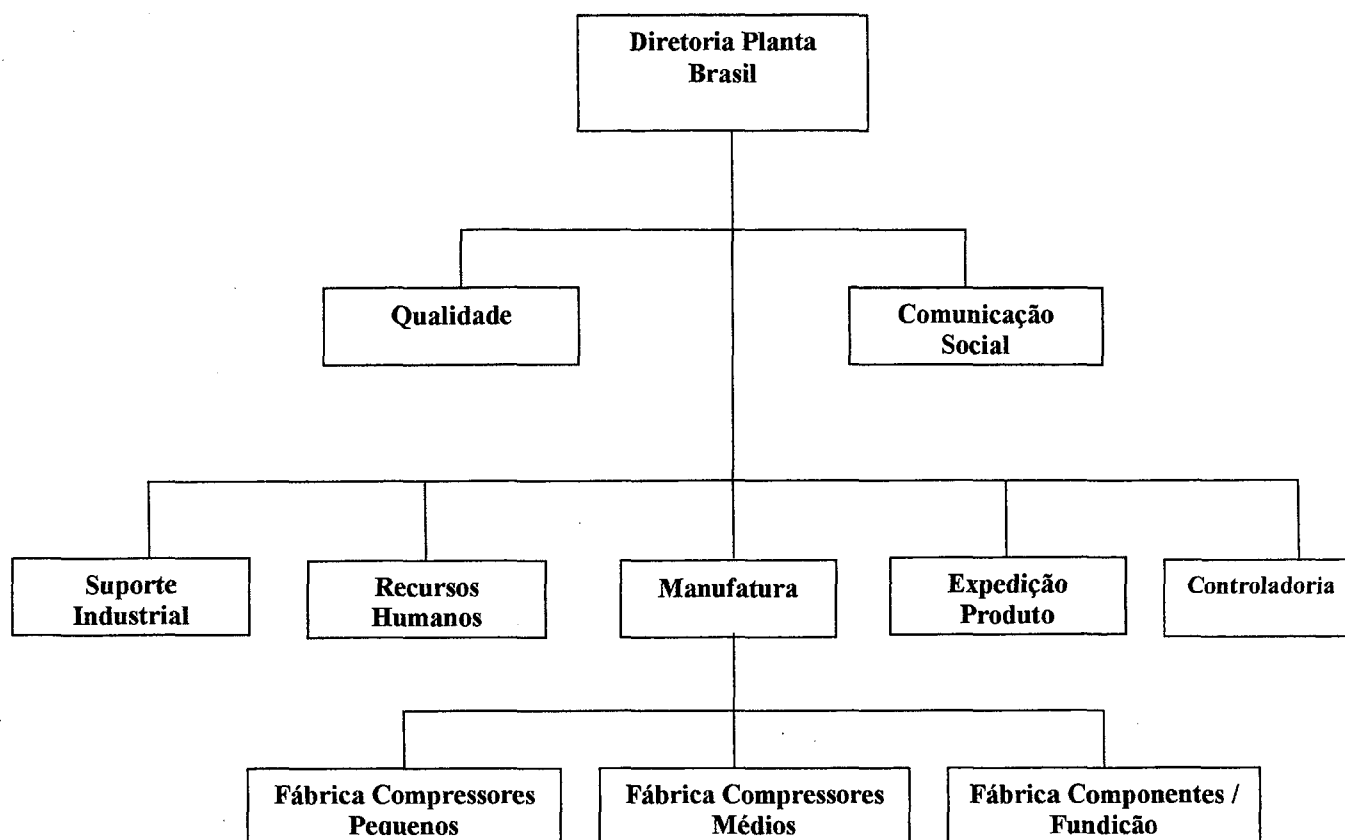 Diretoria Planta
Brasil
Qualidade
Comunicação
Social
Suporte
Industrial
Recursos
Humanos
Manufatura
Expedição
Produto
Controladoria
Fábrica Compressores
Pequenos
Fábrica Compressores
Médios
Fábrica Componentes /
Fundição